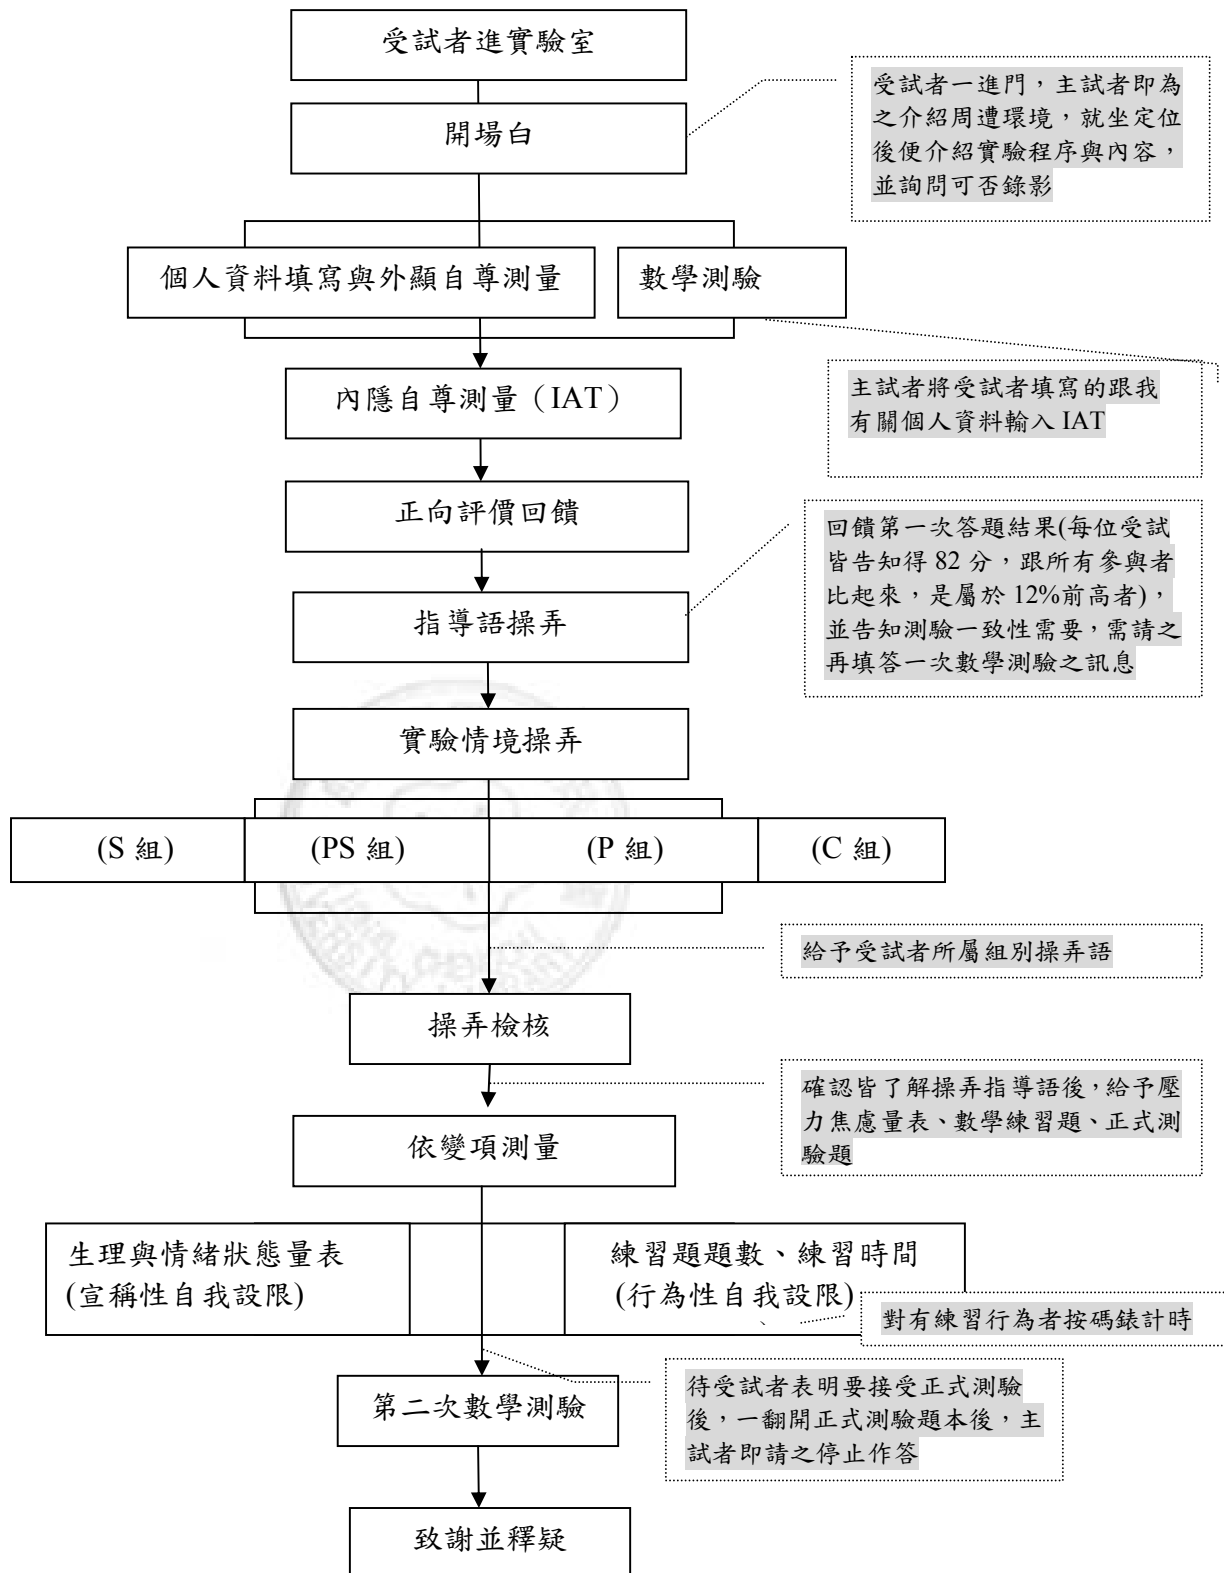 受試者進實驗室
開場白
受試者一進門，主試者即為
之介紹周遭環境，就坐定位
後便介紹實驗程序與內容，
並詢問可否錄影
個人資料填寫與外顯自尊測量
數學測驗
內隱自尊測量（IAT）
主試者將受試者填寫的跟我
有關個人資料輸入 IAT
正向評價回饋
回饋第一次答題結果(每位受試
皆告知得 82 分，跟所有參與者
比起來，是屬於 12%前高者)，
並告知測驗一致性需要，需請之
再填答一次數學測驗之訊息
指導語操弄
實驗情境操弄
(S 組)
(PS 組)
(P 組)
(C 組)
給予受試者所屬組別操弄語
操弄檢核
確認皆了解操弄指導語後，給予壓
力焦慮量表、數學練習題、正式測
驗題
依變項測量
生理與情緒狀態量表
(宣稱性自我設限)
練習題題數、練習時間
(行為性自我設限)
對有練習行為者按碼錶計時
第二次數學測驗
待受試者表明要接受正式測驗
後，一翻開正式測驗題本後，主
試者即請之停止作答
致謝並釋疑